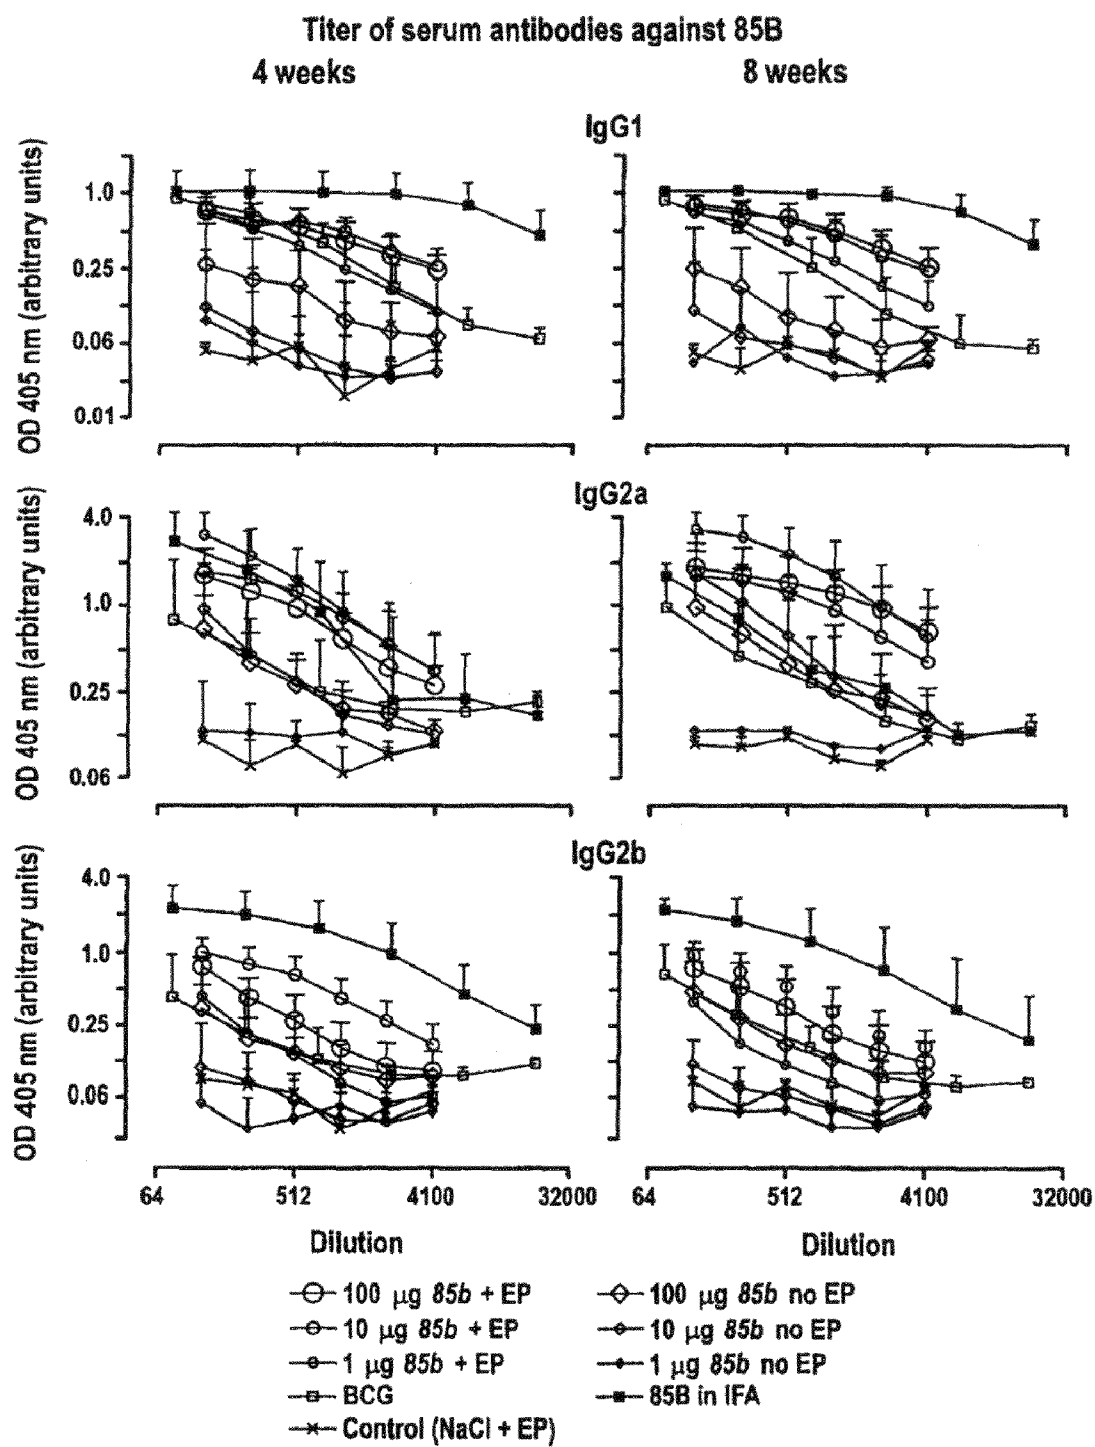 Titer of serum antibodies against 85B
4 weeks 8 weeks
IgG1
OD 405 nm (arbitrary units)
1.0
0.25
0.06
0.01
IgG2a
OD 405 nm (arbitrary units)
4.0
1.0
0.25
0.06
IgG2b
OD 405 nm (arbitrary units)
4.0
1.0
0.25
0.06
64 512 4100 32000 64 512 4100 32000
Dilution Dilution
100 μg 85b + EP 100 μg 85b no EP
10 μg 85b + EP 10 μg 85b no EP
1 μg 85b + EP 1 μg 85b no EP
BCG 85B in IFA
Control (NaCl + EP)